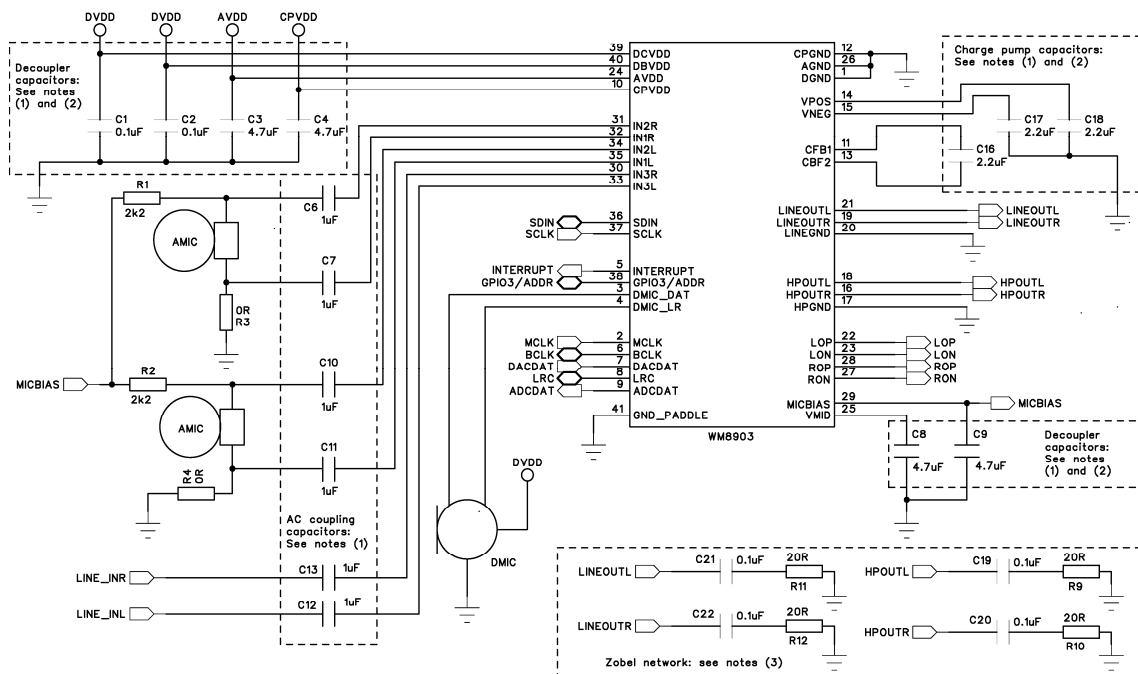 DVDD DVDD AVDD CPVDD
Decoupler
capacitors:
See notes
(1) and (2)
C1
0.1uF
C2
0.1uF
C3
4.7uF
C4
4.7uF
39 DCVDD
40 DBVDD
24 AVDD
10 CPVDD
31 IN2R
32 IN1R
34 IN2L
35 IN1L
30 IN3R
33 IN3L
SDIN 36 SDIN
SCLK 37 SCLK
INTERRUPT 5 INTERRUPT
GPIO3/ADDR 38 GPIO3/ADDR
3 DMIC_DAT
4 DMIC_LR
MCLK 2 MCLK
BCLK 6 BCLK
DACDAT 7 DACDAT
LRC 8 LRC
ADCDAT 9 ADCDAT
41 GND_PADDLE
WM8903
CPGND 12
AGND 26
DGND 1
VPOS 14
VNEG 15
CFB1 11
CBF2 13
LINEOUTL 21 LINEOUTL
LINEOUTR 19 LINEOUTR
LINEGND 20
HPOUTL 18 HPOUTL
HPOUTR 16 HPOUTR
HPGND 17
LOP 22 LOP
LON 23 LON
ROP 28 ROP
RON 27 RON
MICBIAS 29 MICBIAS
VMID 25
Charge pump capacitors:
See notes (1) and (2)
C17
2.2uF
C18
2.2uF
C16
2.2uF
C8
4.7uF
C9
4.7uF
Decoupler
capacitors:
See notes
(1) and (2)
R1
2k2
AMIC
C6
1uF
C7
1uF
0R
R3
MICBIAS
R2
2k2
AMIC
C10
1uF
C11
1uF
R4
0R
AC coupling
capacitors:
See notes (1)
LINE_INR
C13 1uF
LINE_INL
C12 1uF
DVDD
DMIC
LINEOUTL C21 0.1uF 20R
R11
HPOUTL C19 0.1uF 20R
R9
LINEOUTR C22 0.1uF 20R
R12
HPOUTR C20 0.1uF 20R
R10
Zobel network: see notes (3)